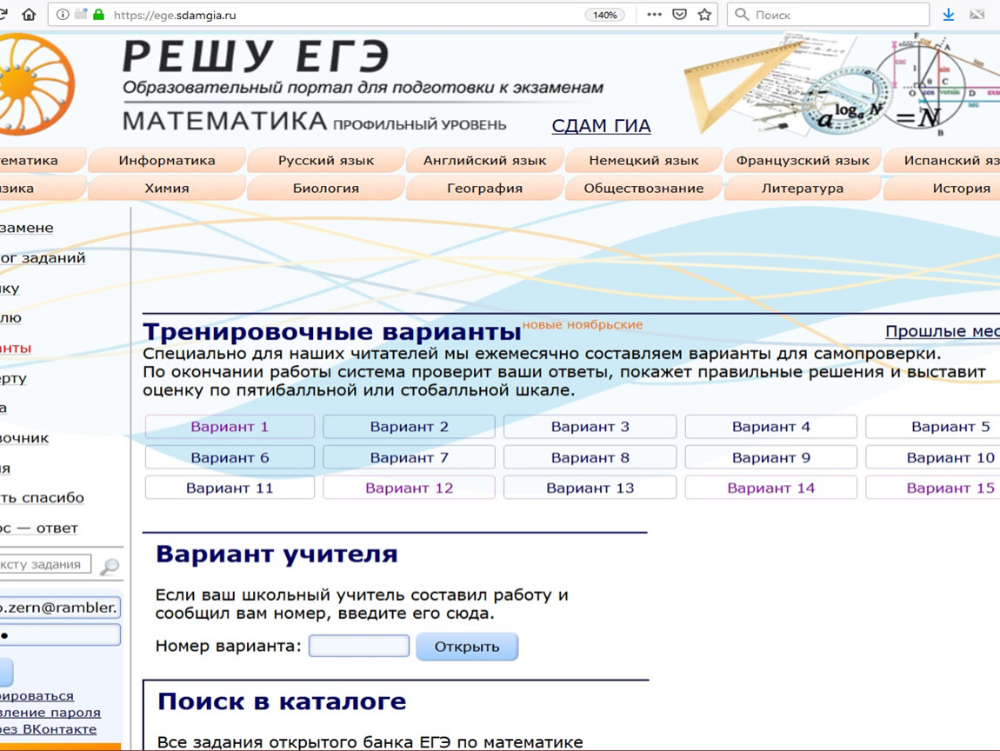 https://ege.sdamgia.ru
140%
Поиск
РЕШУ ЕГЭ
Образовательный портал для подготовки к экзаменам
МАТЕМАТИКА ПРОФИЛЬНЫЙ УРОВЕНЬ
СДАМ ГИА
a log a N = N
ематика Информатика Русский язык Английский язык Немецкий язык Французский язык Испанский яз
изика Химия Биология География Обществознание Литература История
замене
ог заданий
ику
лю
анты
ерту
а
вочник
ия
ть спасибо
ос — ответ
ксту задания
o.zern@rambler.
рироваться
вление пароля
рез ВКонтакте
Тренировочные варианты новые ноябрьские
Прошлые мес
Специально для наших читателей мы ежемесячно составляем варианты для самопроверки.
По окончании работы система проверит ваши ответы, покажет правильные решения и выставит
оценку по пятибалльной или стобалльной шкале.
Вариант 1 Вариант 2 Вариант 3 Вариант 4 Вариант 5
Вариант 6 Вариант 7 Вариант 8 Вариант 9 Вариант 10
Вариант 11 Вариант 12 Вариант 13 Вариант 14 Вариант 15
Вариант учителя
Если ваш школьный учитель составил работу и
сообщил вам номер, введите его сюда.
Номер варианта: Открыть
Поиск в каталоге
Все задания открытого банка ЕГЭ по математике